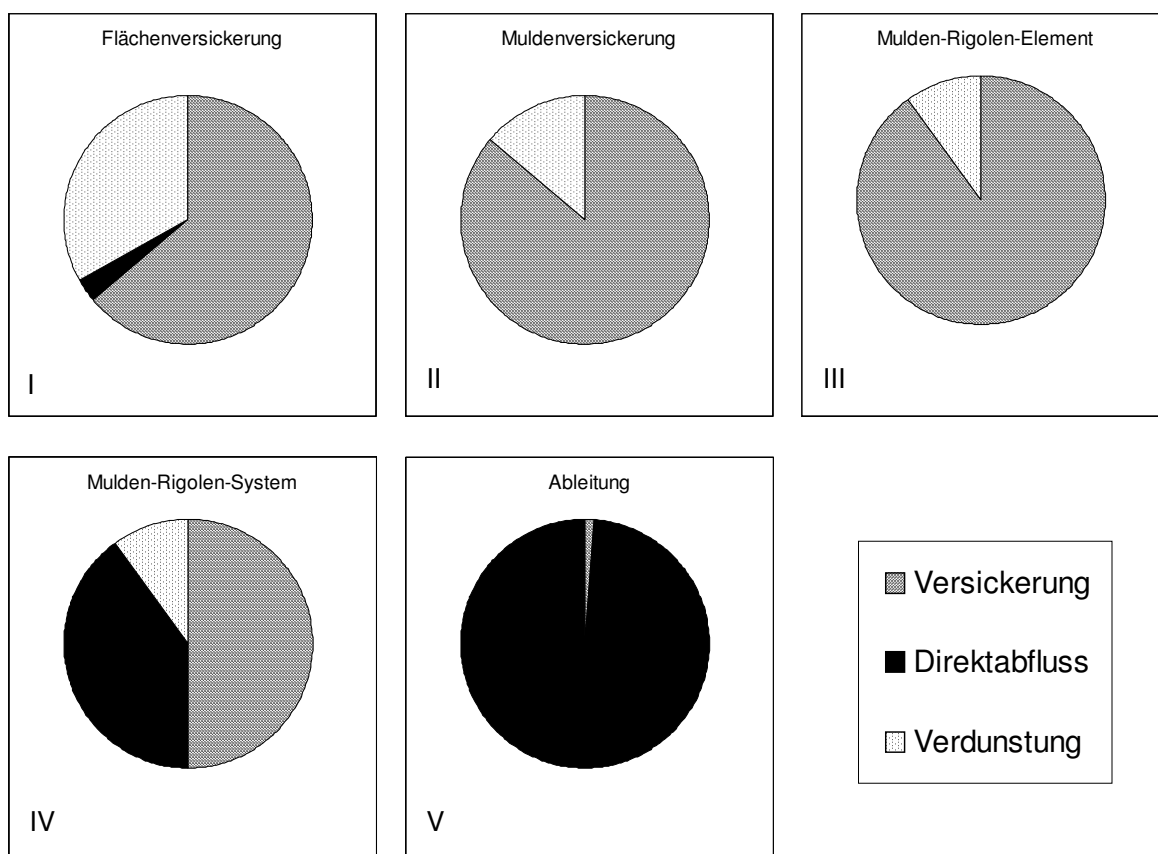 Flächenversickerung
I
Muldenversickerung
II
Mulden-Rigolen-Element
III
Mulden-Rigolen-System
IV
Ableitung
V
Versickerung
Direktabfluss
Verdunstung